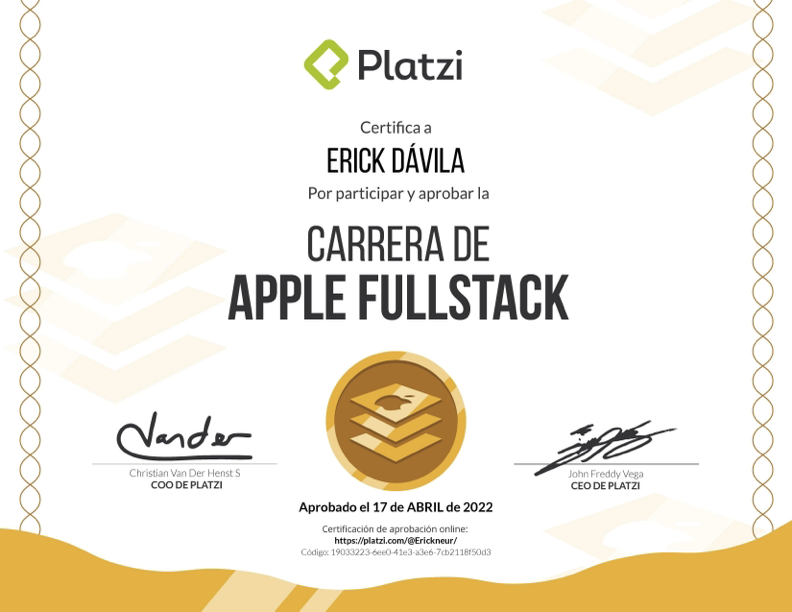 Platzi
Certifica a
ERICK DÁVILA
Por participar y aprobar la
CARRERA DE
APPLE FULLSTACK
Vander
Christian Van Der Henst S
COO DE PLATZI
John Freddy Vega
CEO DE PLATZI
Aprobado el 17 de ABRIL de 2022
Certificación de aprobación online:
https://platzi.com/@Erickneur/
Código: 19033223-6ee0-41e3-a3e6-7cb2118f50d3